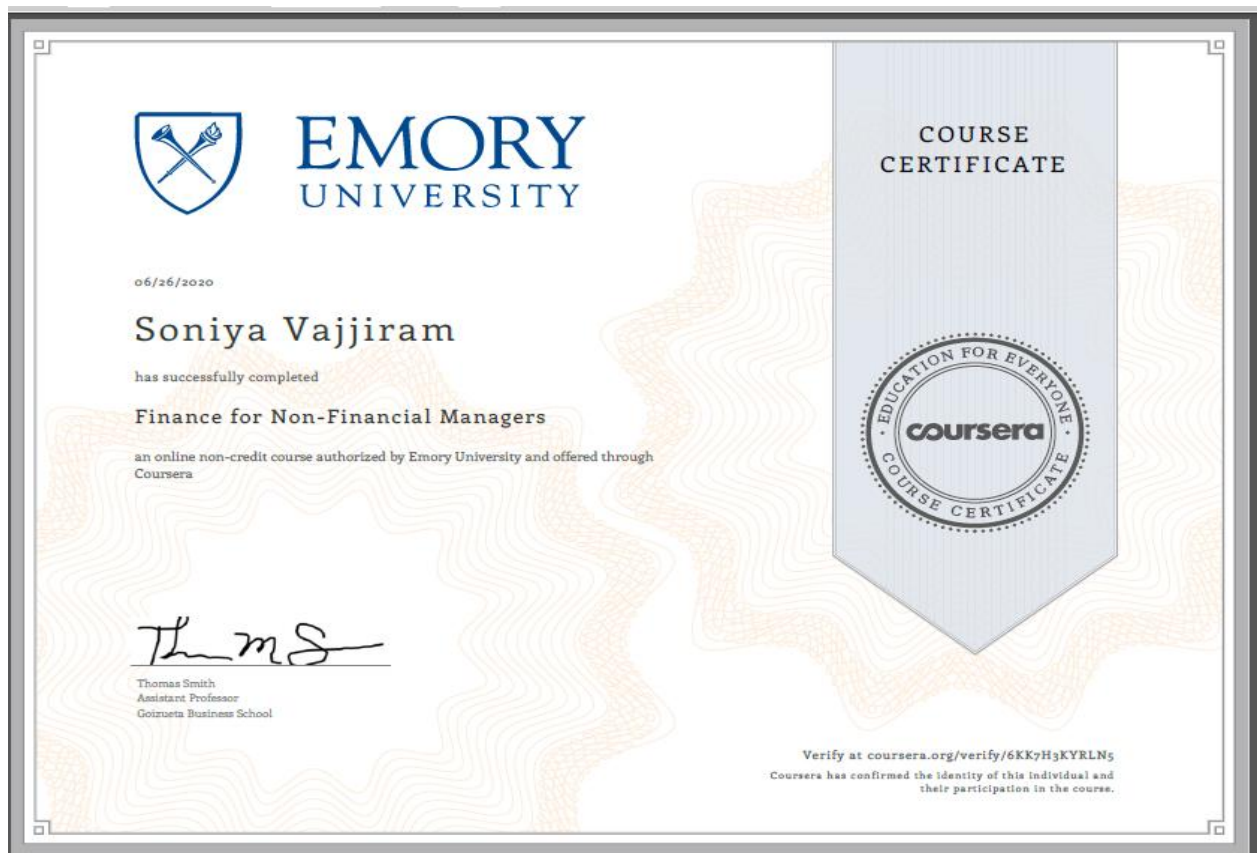 EMORY
UNIVERSITY
06/26/2020
Soniya Vajjiram
has successfully completed
Finance for Non-Financial Managers
an online non-credit course authorized by Emory University and offered through
Coursera
Thomas Smith
Assistant Professor
Goizueta Business School
COURSE
CERTIFICATE
EDUCATION FOR EVERYONE
coursera
COURSE CERTIFICATE
Verify at coursera.org/verify/6KK7H3KYRLN5
Coursera has confirmed the identity of this individual and
their participation in the course.